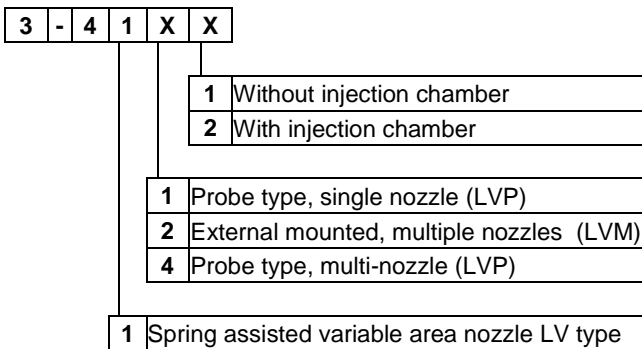 3 - 4 1 X X
1 Without injection chamber
2 With injection chamber
1 Probe type, single nozzle (LVP)
2 External mounted, multiple nozzles (LVM)
4 Probe type, multi-nozzle (LVP)
1 Spring assisted variable area nozzle LV type